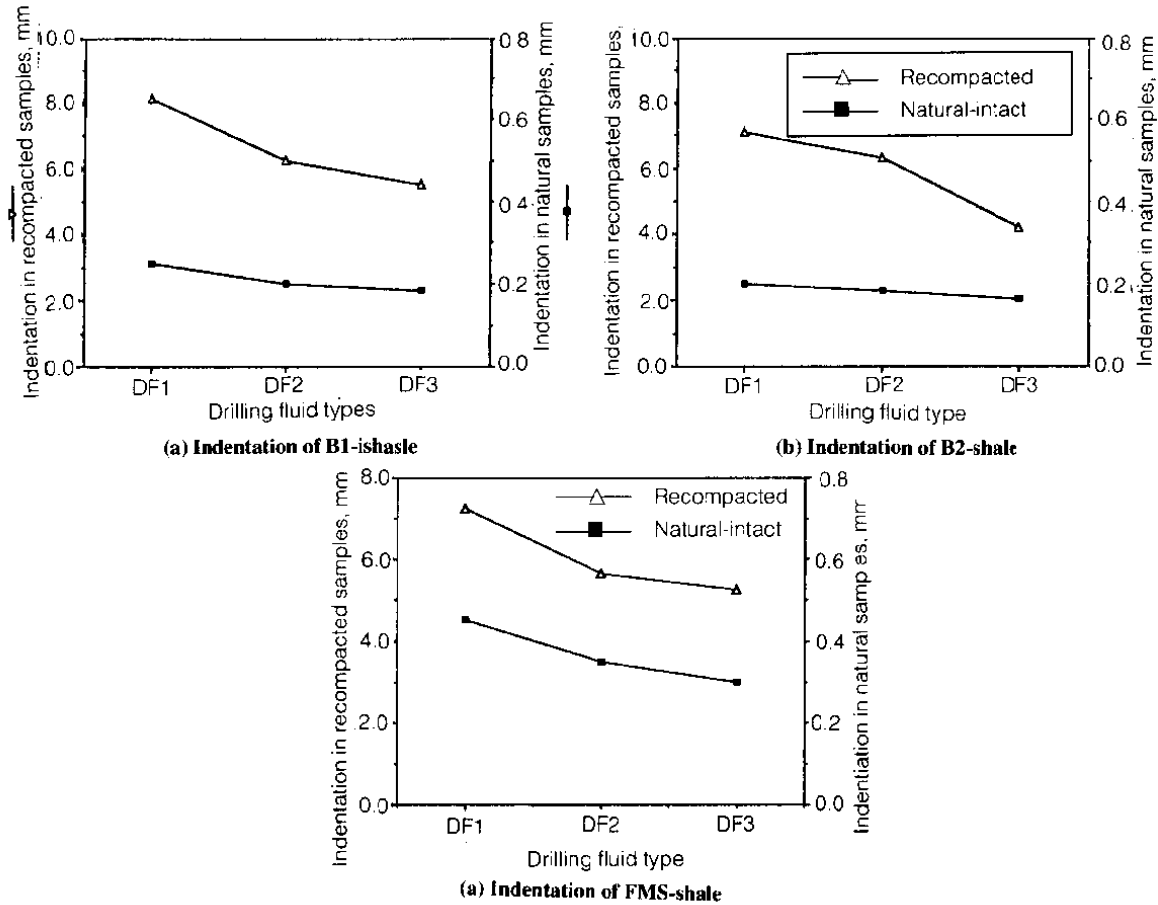 Indentation in recompacted samples, mm
10.0
8.0
6.0
4.0
2.0
0.0
0.8
0.6
0.4
0.2
0.0
Indentation in natural samples, mm
DF1 DF2 DF3
Drilling fluid types
(a) Indentation of B1-ishasle
Indentation in recompacted samples,
10.0
8.0
6.0
4.0
2.0
0.0
Recompacted
Natural-intact
0.8
0.6
0.4
0.2
0.0
Indentation in natural samples, mm
DF1 DF2 DF3
Drilling fluid type
(b) Indentation of B2-shale
Indentation in recompacted samples, mm
8.0
6.0
4.0
2.0
0.0
Recompacted
Natural-intact
0.8
0.6
0.4
0.2
0.0
Indentiation in natural samples, mm
DF1 DF2 DF3
Drilling fluid type
(a) Indentation of FMS-shale